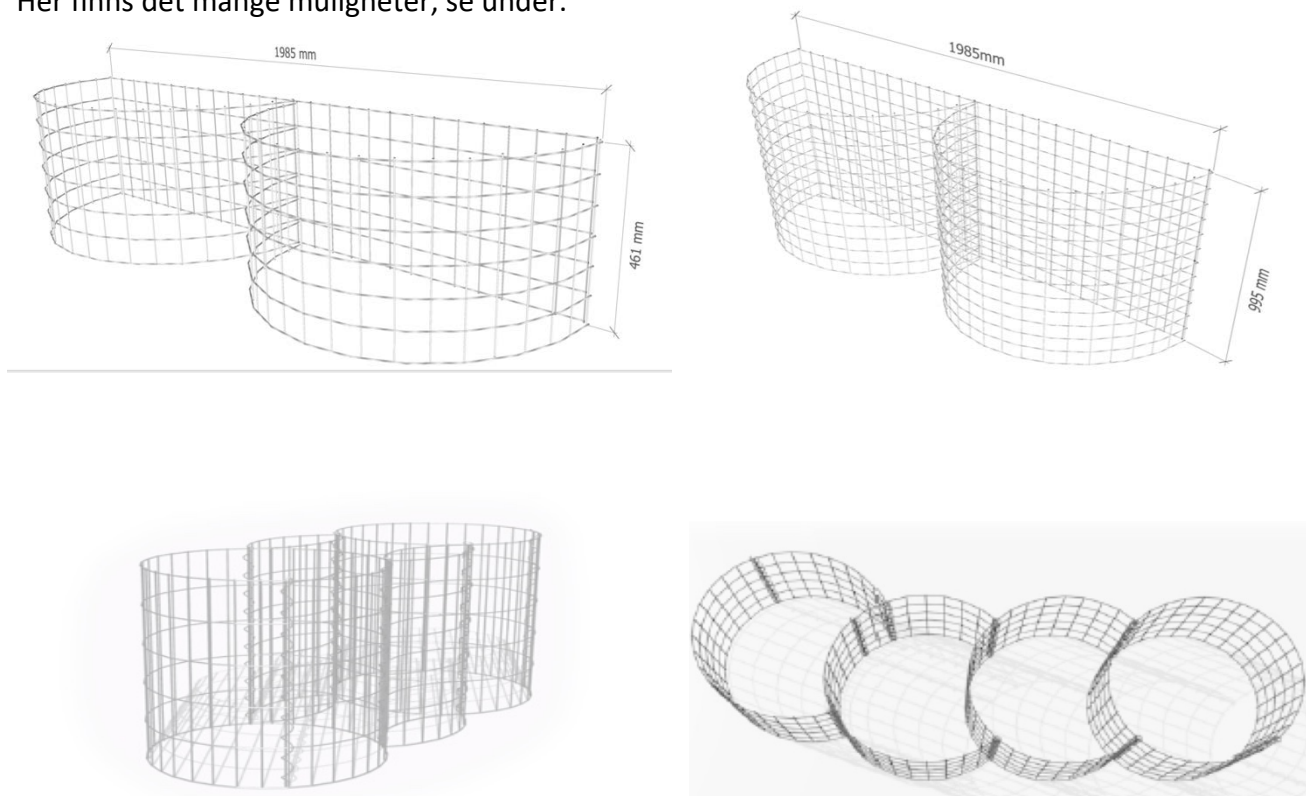 Her finns det mange muligheter, se under.
1985 mm
1985mm
461 mm
995 mm